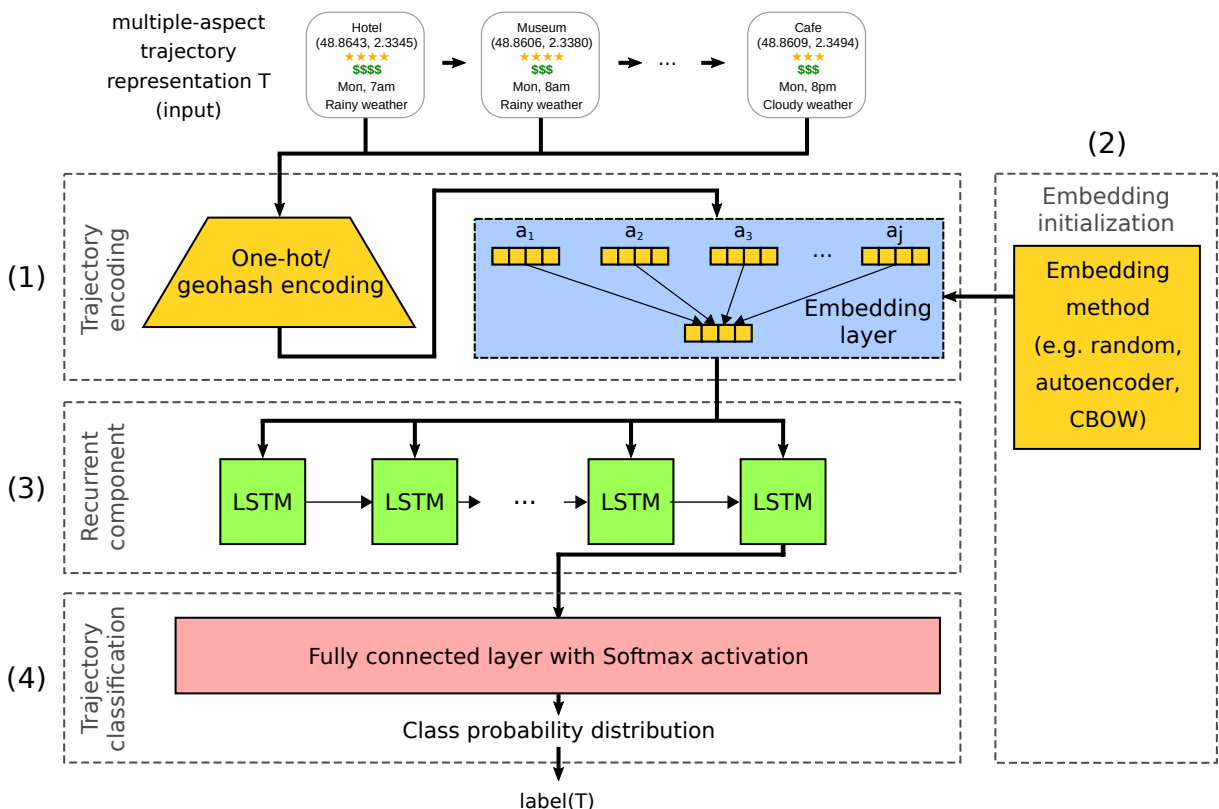 multiple-aspect
trajectory
representation T
(input)
Hotel
(48.8643, 2.3345)
★★★★
$$$$
Mon, 7am
Rainy weather
Museum
(48.8606, 2.3380)
★★★★
$$$
Mon, 8am
Rainy weather
...
Cafe
(48.8609, 2.3494)
★★★
$$$
Mon, 8pm
Cloudy weather
(1)
Trajectory
encoding
One-hot/
geohash encoding
a₁ a₂ a₃ ... aj
Embedding
layer
(2)
Embedding
initialization
Embedding
method
(e.g. random,
autoencoder,
CBOW)
(3)
Recurrent
component
LSTM LSTM ... LSTM LSTM
(4)
Trajectory
classification
Fully connected layer with Softmax activation
Class probability distribution
label(T)